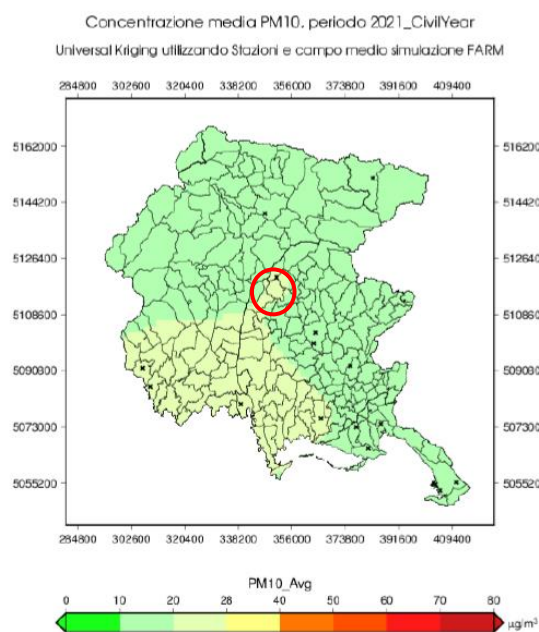 Concentrazione media PM10, periodo 2021_CivilYear
Universal Kriging utilizzando Stazioni e campo medio simulazione FARM
284800 302600 320400 338200 356000 373800 391600 409400
5162000 5162000
5144200 5144200
5126400 5126400
5108600 5108600
5090800 5090800
5073000 5073000
5055200 5055200
284800 302600 320400 338200 356000 373800 391600 409400
PM10_Avg
0 10 20 28 40 50 60 70 80
µg/m³